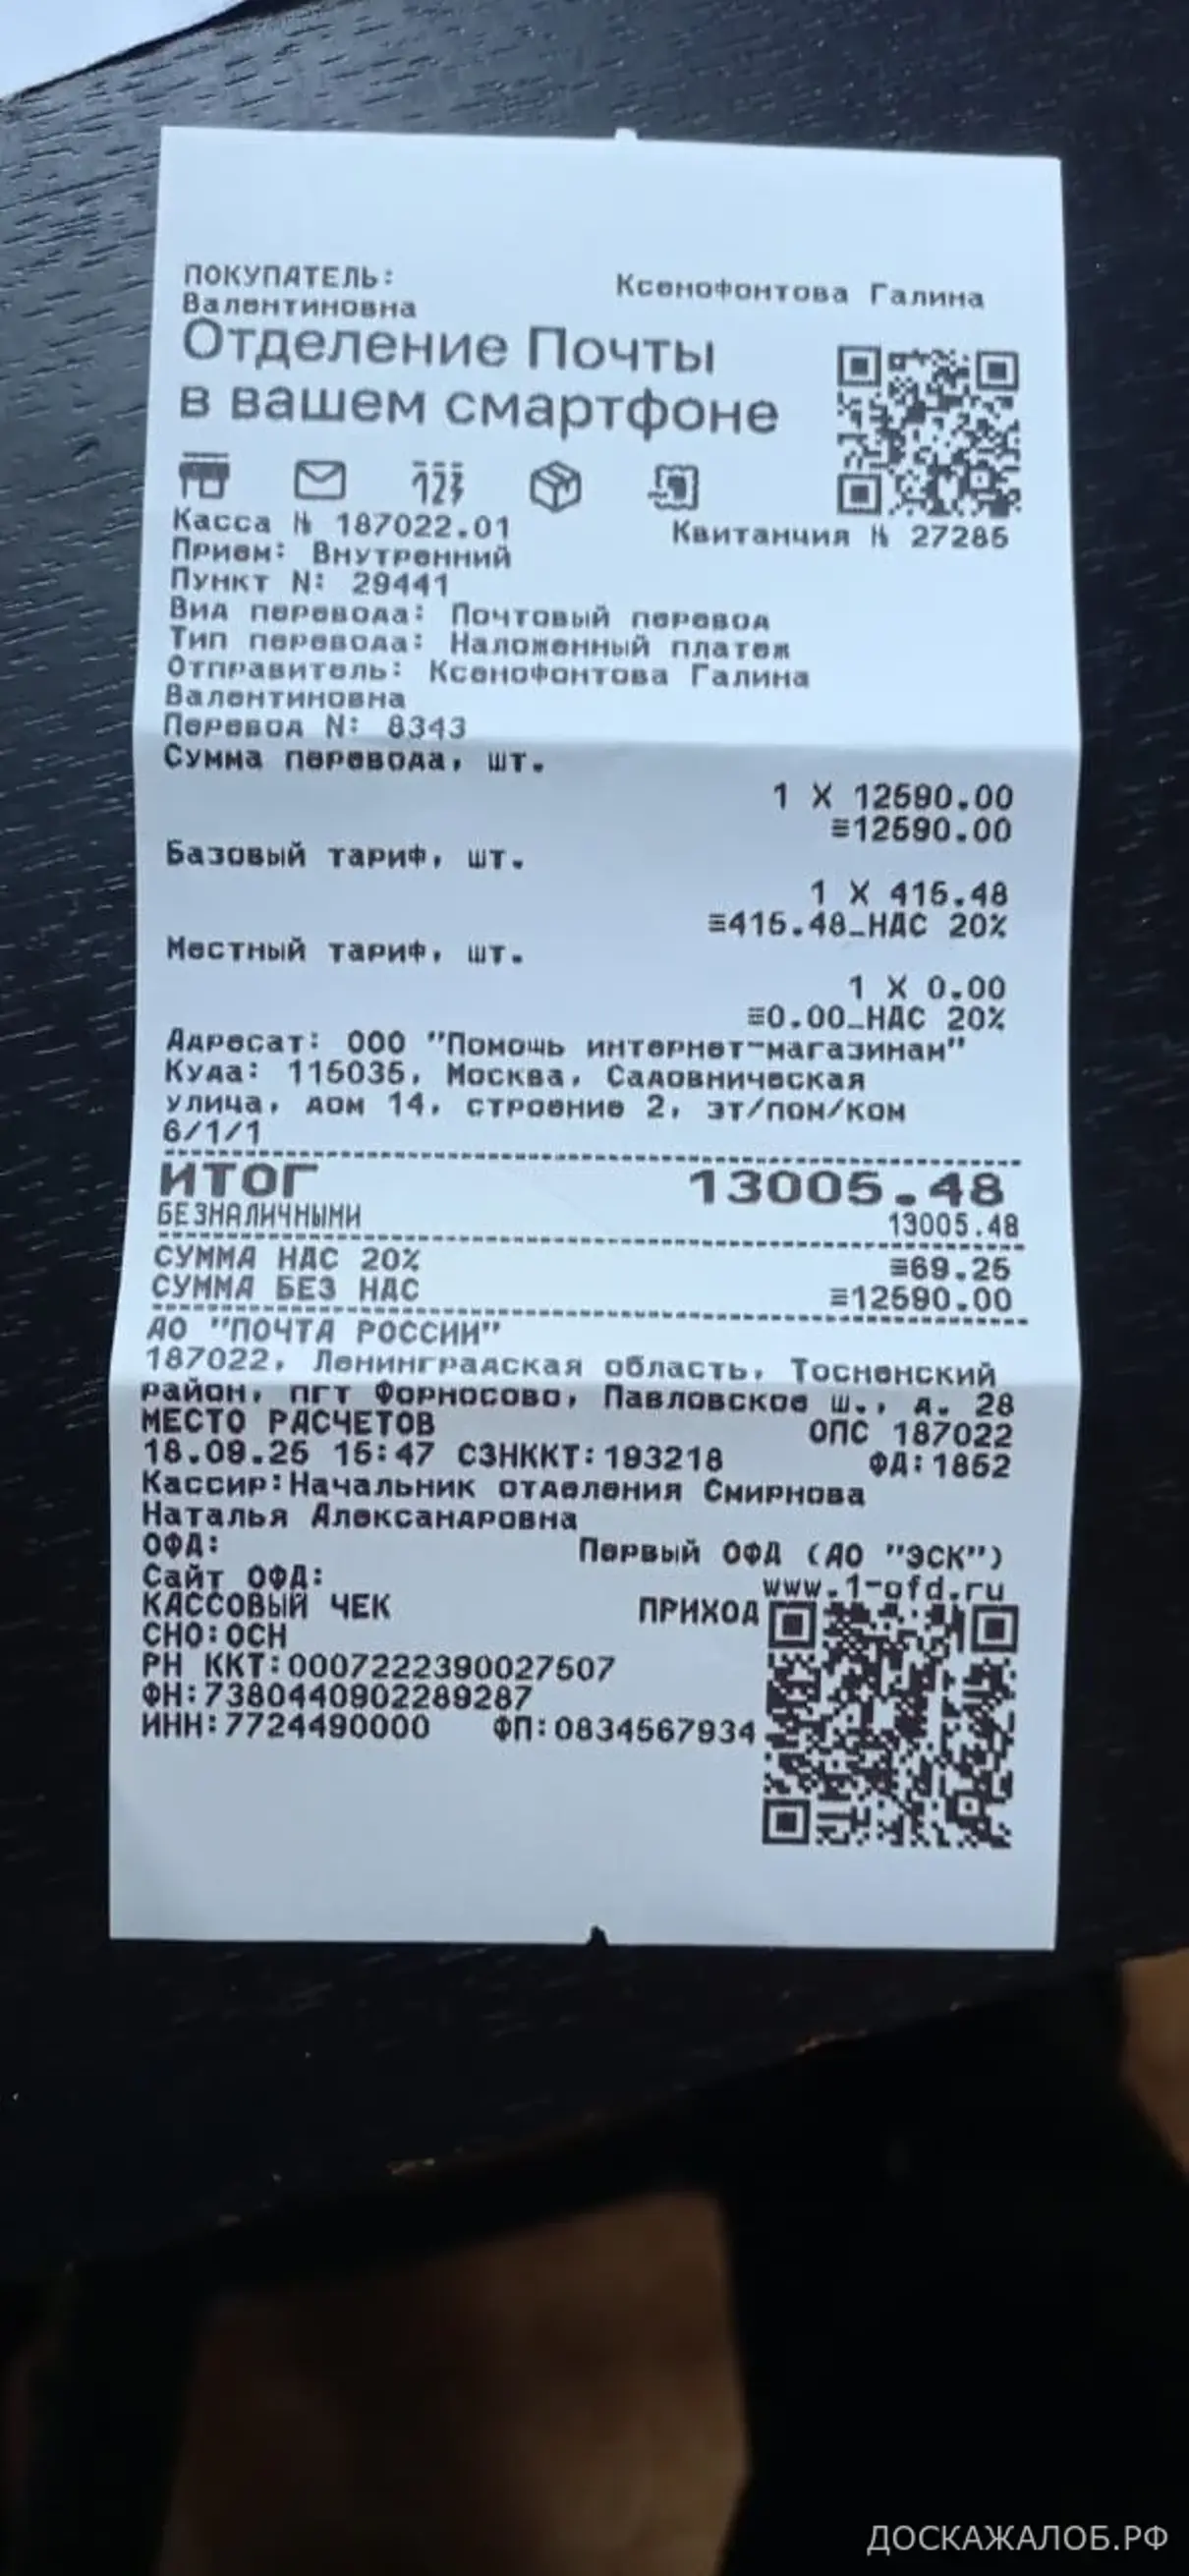 ПОКУПАТЕЛЬ: Ксенофонтова Галина
Валентиновна
Отделение Почты
в вашем смартфоне
123
Касса № 187022.01 Квитанция № 27285
Прием: Внутренний
Пункт N: 29441
Вид перевода: Почтовый перевод
Тип перевода: Наложенный платеж
Отправитель: Ксенофонтова Галина
Валентиновна
Перевод N: 8343
Сумма перевода, шт.
1 X 12590.00
≡12590.00
Базовый тариф, шт.
1 X 415.48
≡415.48_НДС 20%
Местный тариф, шт.
1 X 0.00
≡0.00_НДС 20%
Адресат: ООО "Помощь интернет-магазинам"
Куда: 115035, Москва, Садовническая
улица, дом 14, строение 2, эт/пом/ком
6/1/1
ИТОГ 13005.48
БЕЗНАЛИЧНЫМИ 13005.48
СУММА НДС 20% ≡69.25
СУММА БЕЗ НДС ≡12590.00
АО "ПОЧТА РОССИИ"
187022, Ленинградская область, Тосненский
район, пгт Форносово, Павловское ш., д. 28
МЕСТО РАСЧЕТОВ ОПС 187022
18.09.25 15:47 СЗНККТ:193218 ФД:1852
Кассир:Начальник отделения Смирнова
Наталья Александровна
ОФД: Первый ОФД (АО "ЭСК")
Сайт ОФД: www.1-ofd.ru
КАССОВЫЙ ЧЕК ПРИХОД
СНО:ОСН
РН ККТ:0007222390027507
ФН:7380440902289287
ИНН:7724490000 ФП:0834567934
ДОСКАЖАЛОБ.РФ